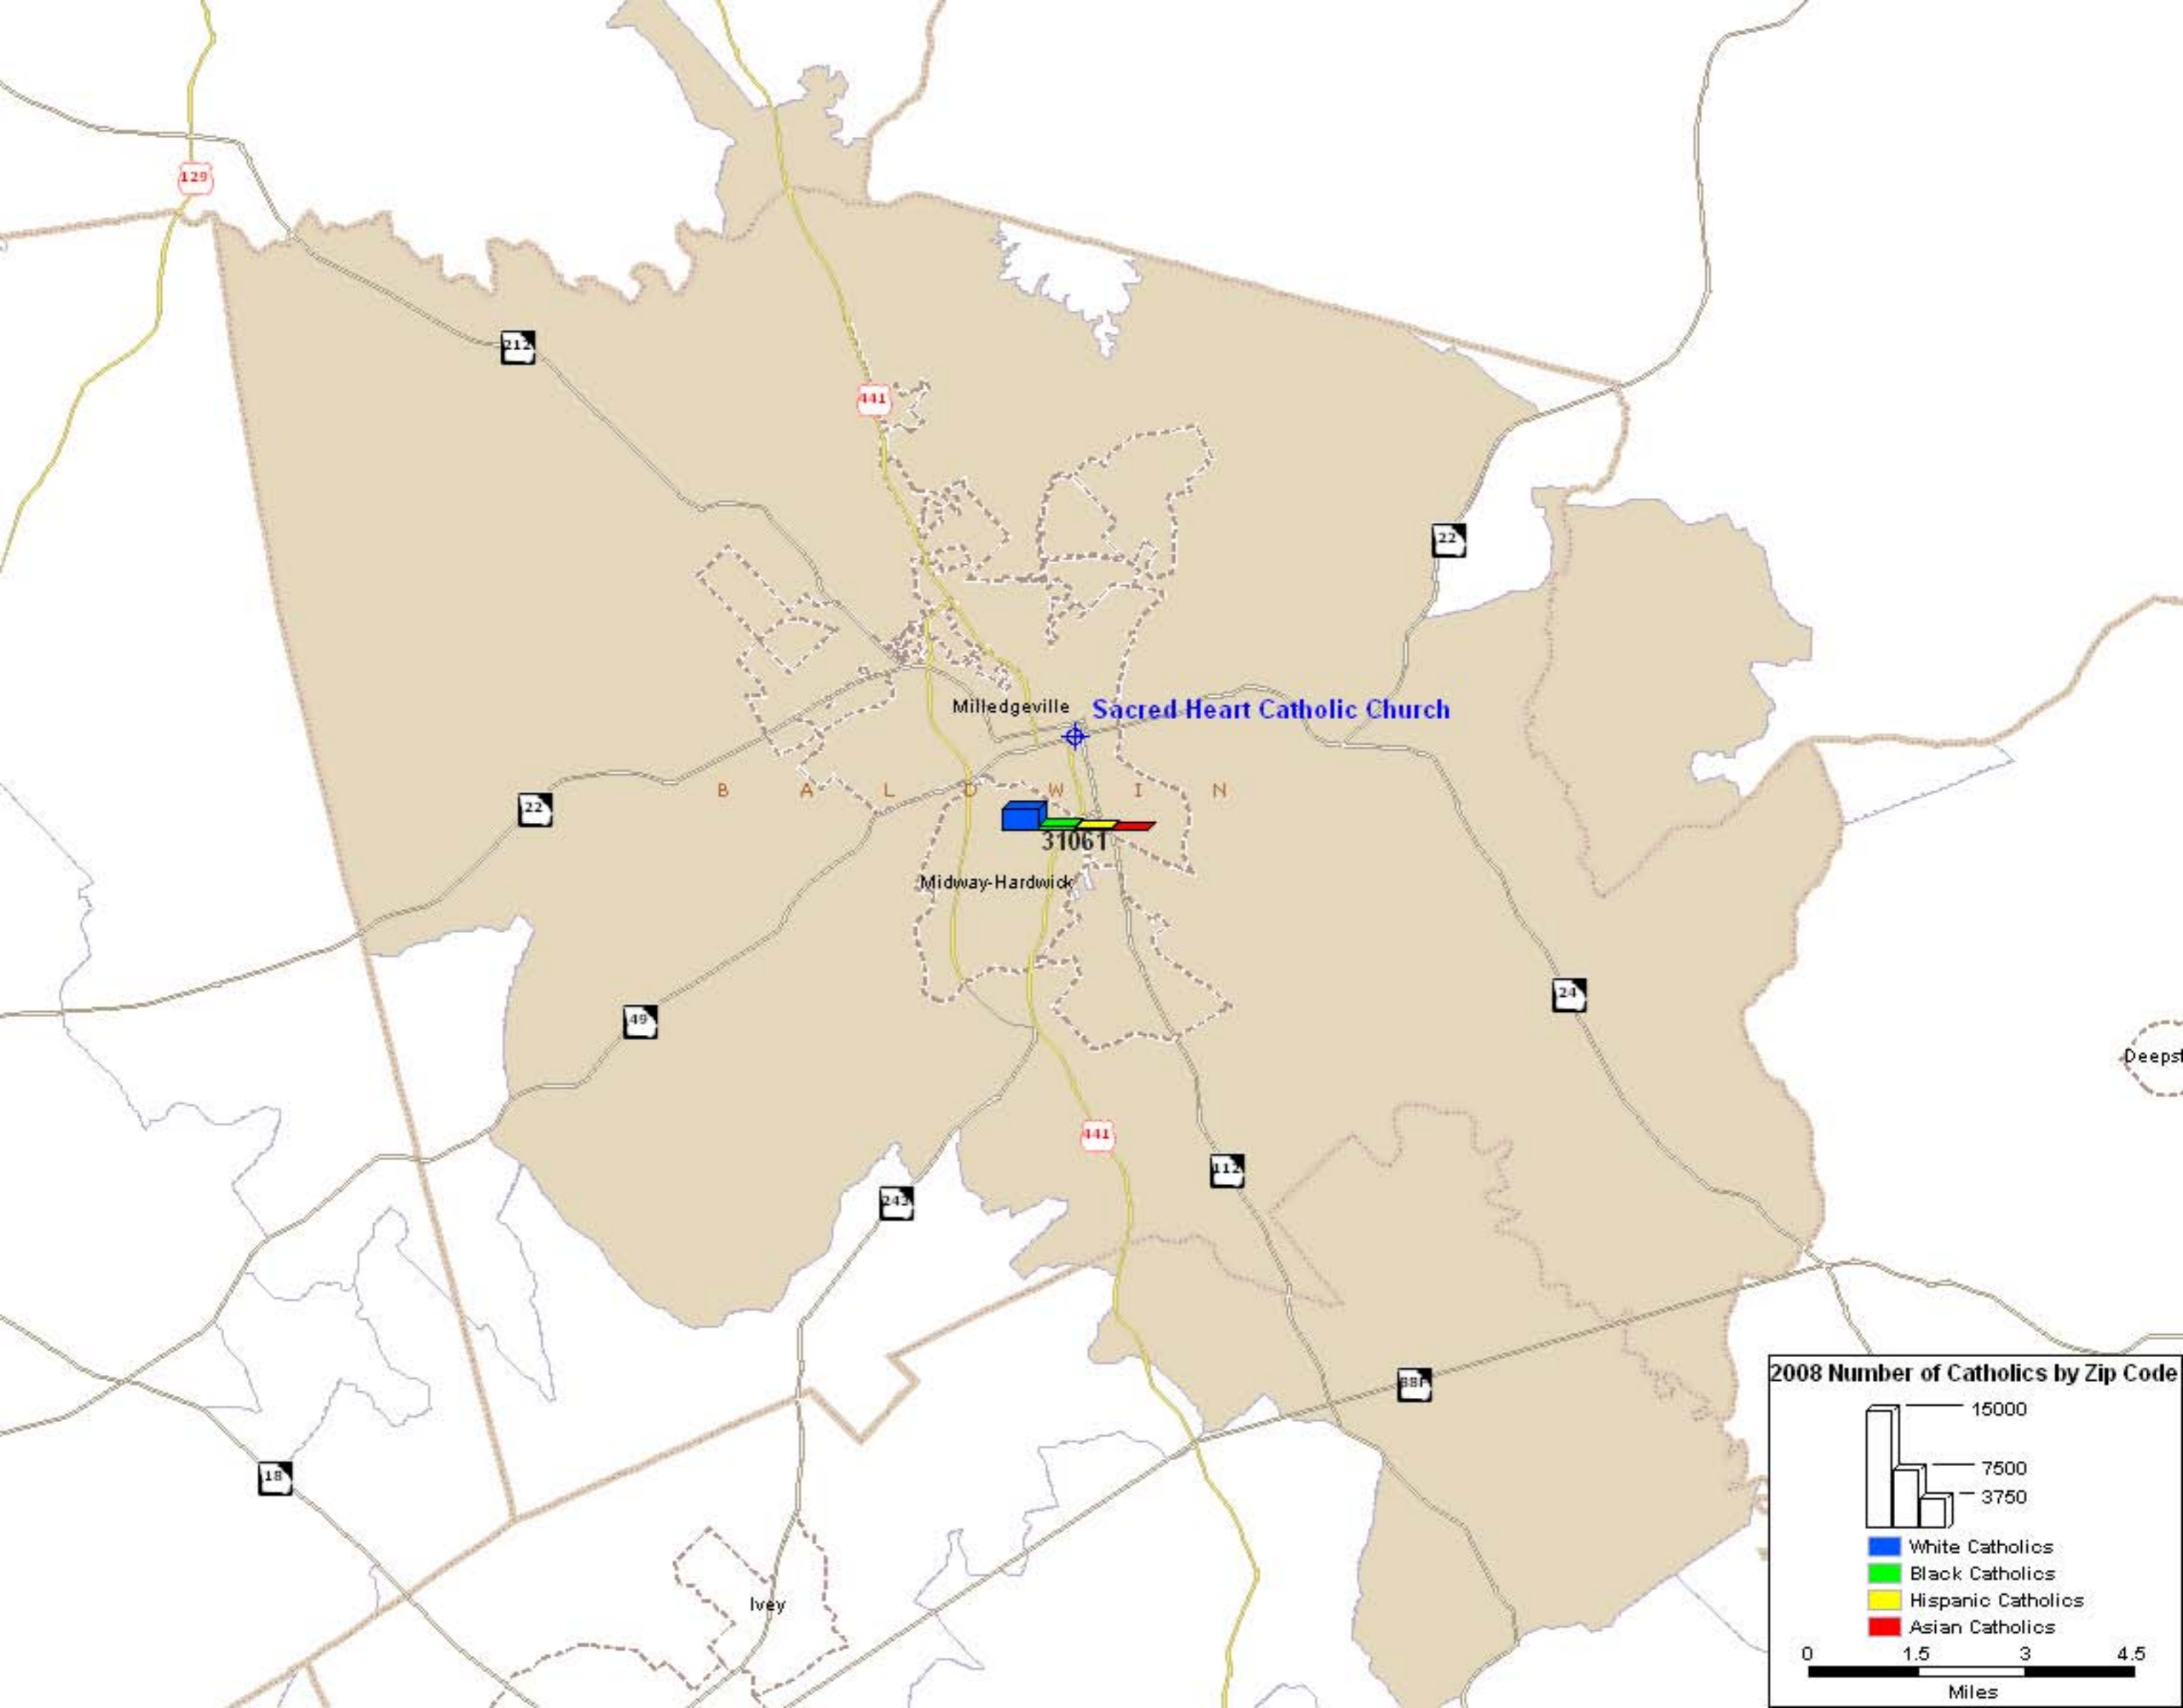 129
212
441
22
Milledgeville
Sacred Heart Catholic Church
B A L D W I N
22
31061
Midway-Hardwick
24
49
Deepst
441
112
243
18
Ivey
2008 Number of Catholics by Zip Code
15000
7500
3750
White Catholics
Black Catholics
Hispanic Catholics
Asian Catholics
0 1.5 3 4.5
Miles